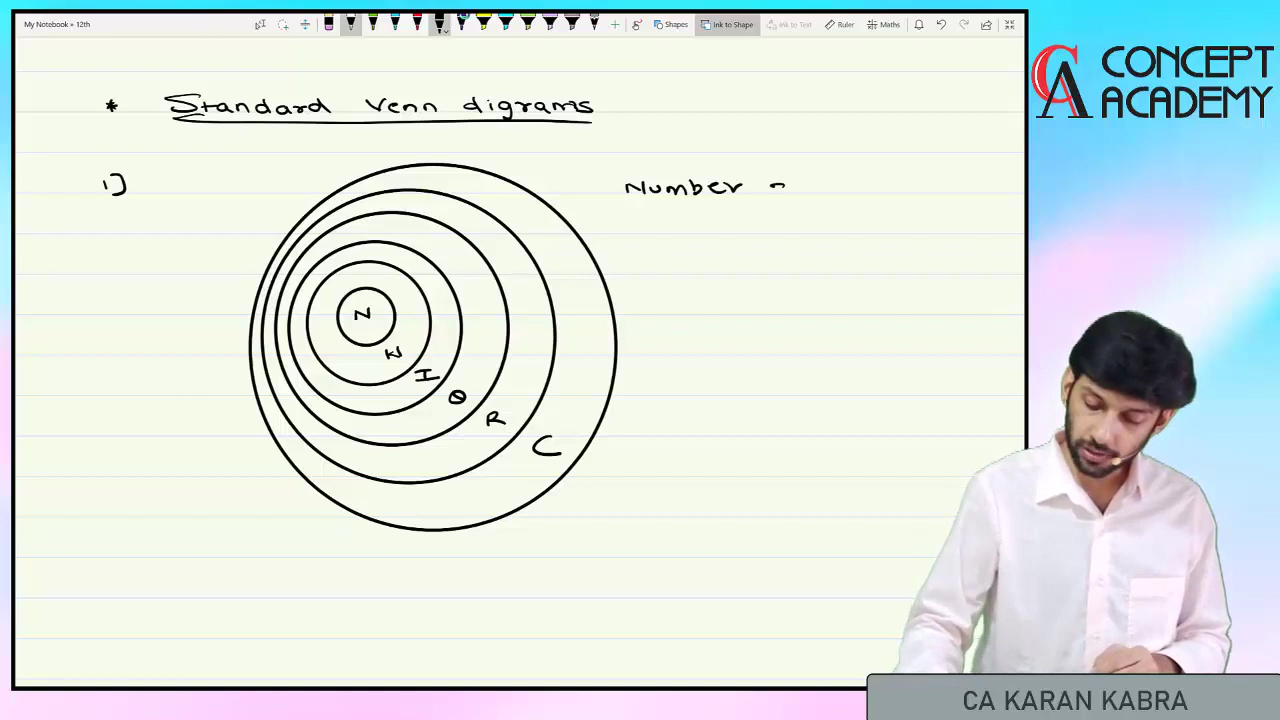 My Notebook » 12th
Shapes
Ink to Shape
Ink to Text
Ruler
Maths
CA
CONCEPT
ACADEMY
* Standard Venn digrams
1]
Number
N
W
I
Q
R
C
CA KARAN KABRA